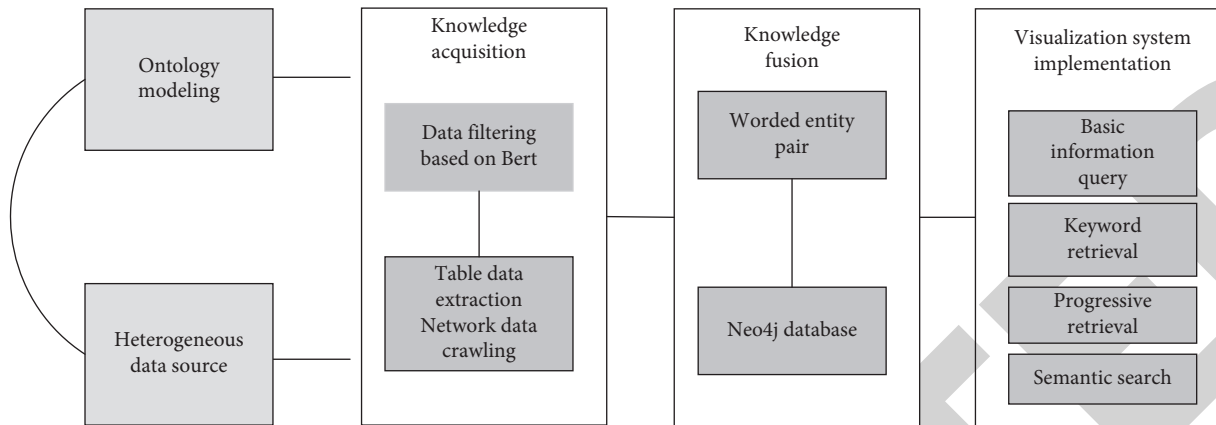 Ontology
modeling
Heterogeneous
data source
Knowledge
acquisition
Data filtering
based on Bert
Table data
extraction
Network data
crawling
Knowledge
fusion
Worded entity
pair
Neo4j database
Visualization system
implementation
Basic
information
query
Keyword
retrieval
Progressive
retrieval
Semantic search